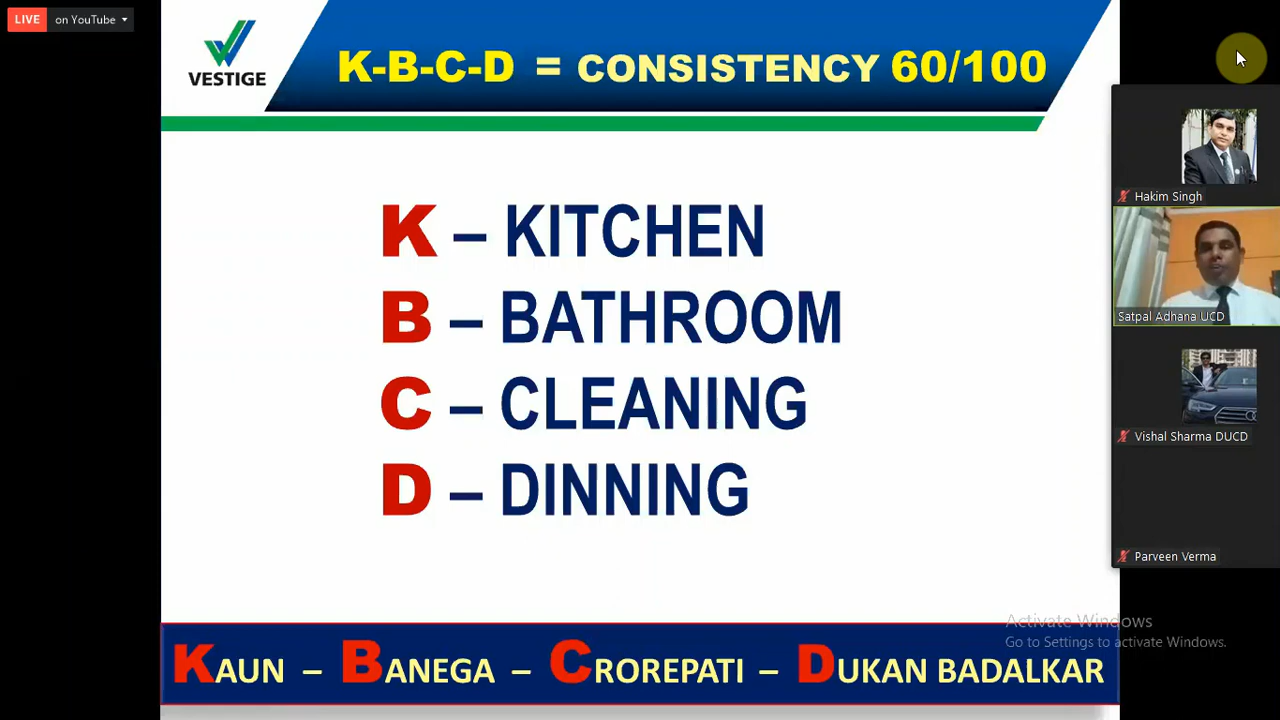 LIVE on YouTube
VESTIGE
K-B-C-D = CONSISTENCY 60/100
K – KITCHEN
B – BATHROOM
C – CLEANING
D – DINNING
KAUN – BANEGA – CROREPATI – DUKAN BADALKAR
Hakim Singh
Satpal Adhana UCD
Vishal Sharma DUCD
Parveen Verma
Activate Windows
Go to Settings to activate Windows.